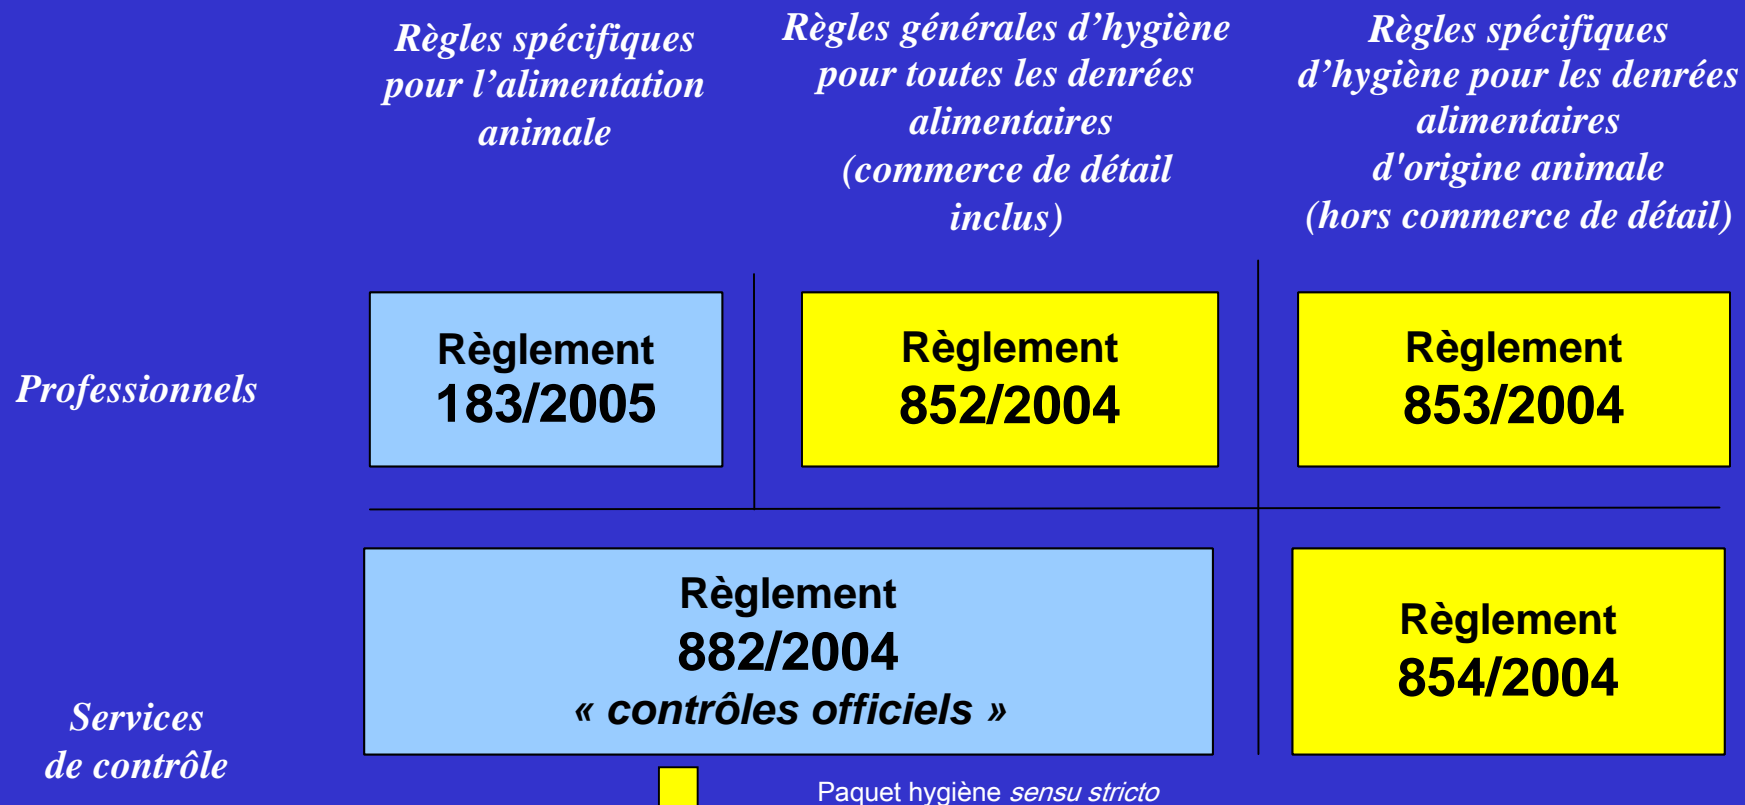 Règles spécifiques
pour l’alimentation
animale
Règles générales d’hygiène
pour toutes les denrées
alimentaires
(commerce de détail
inclus)
Règles spécifiques
d’hygiène pour les denrées
alimentaires
d'origine animale
(hors commerce de détail)
Professionnels
Règlement
183/2005
Règlement
852/2004
Règlement
853/2004
Services
de contrôle
Règlement
882/2004
« contrôles officiels »
Règlement
854/2004
Paquet hygiène sensu stricto